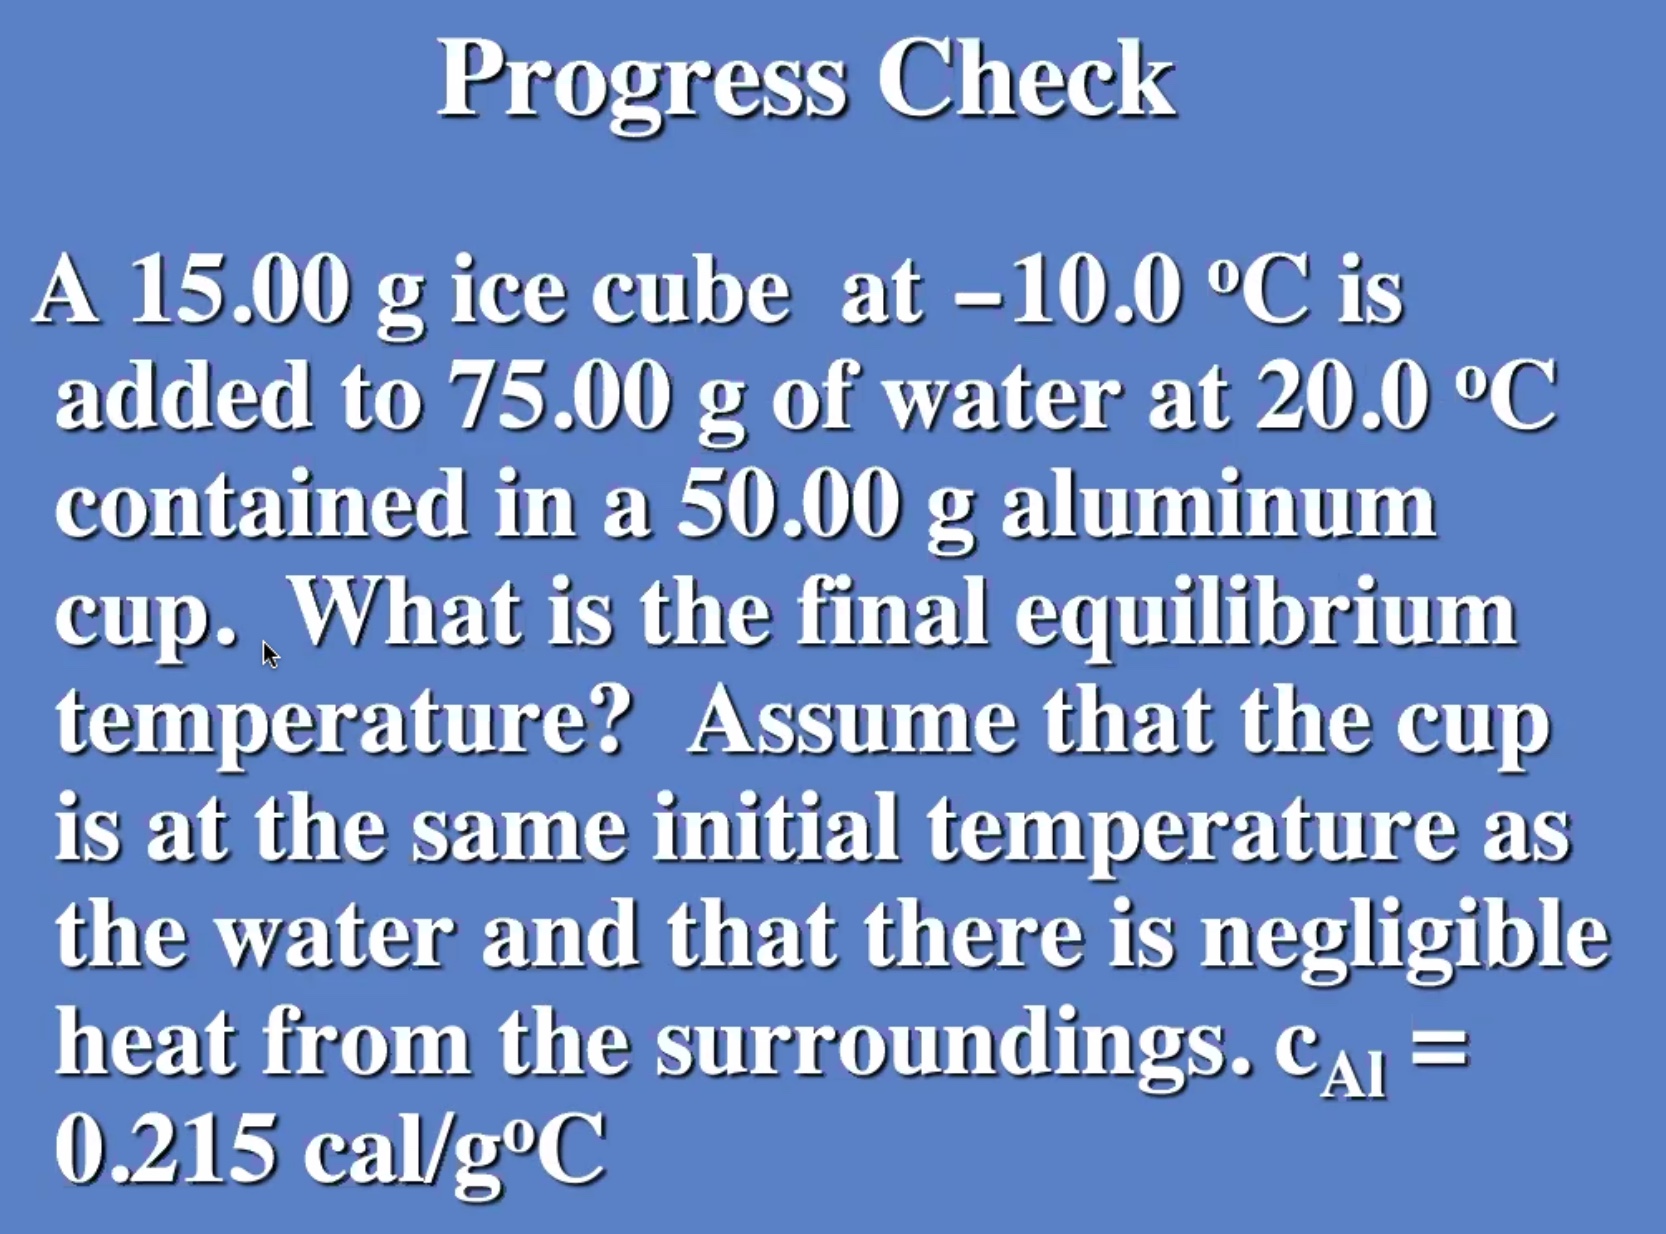 Progress Check
A 15.00 g ice cube at –10.0 ºC is
added to 75.00 g of water at 20.0 ºC
contained in a 50.00 g aluminum
cup. What is the final equilibrium
temperature? Assume that the cup
is at the same initial temperature as
the water and that there is negligible
heat from the surroundings. cAl =
0.215 cal/gºC